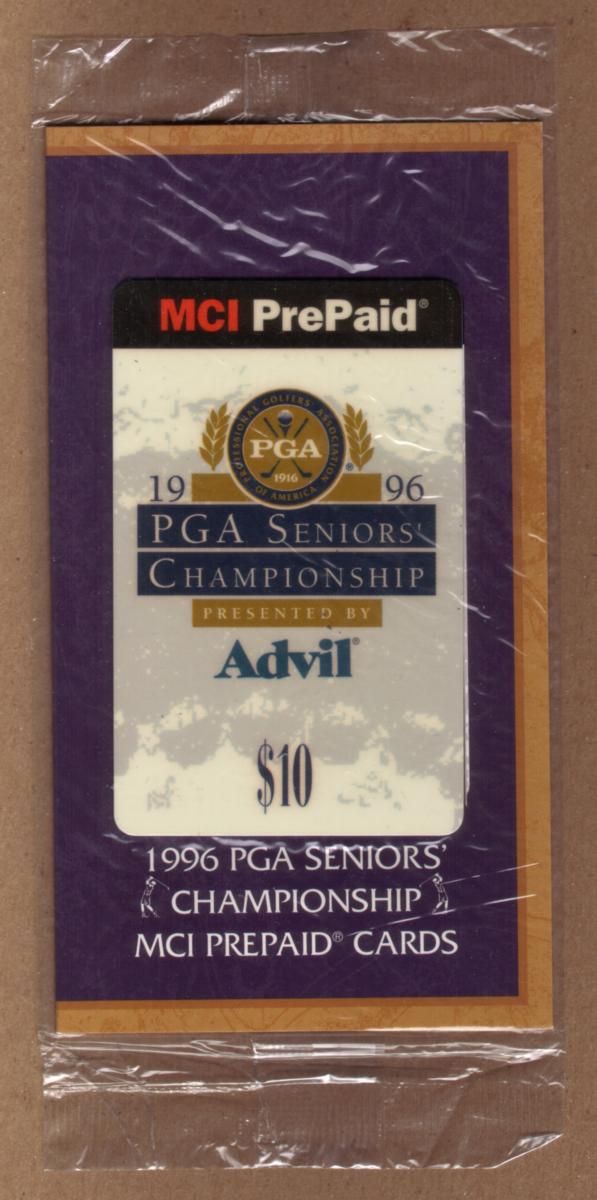 MCI PrePaid®
PROFESSIONAL GOLFERS' ASSOCIATION
PGA
1916
OF AMERICA
®
19 96
PGA SENIORS'
CHAMPIONSHIP
PRESENTED BY
Advil®
$10
1996 PGA SENIORS'
CHAMPIONSHIP
MCI PREPAID® CARDS